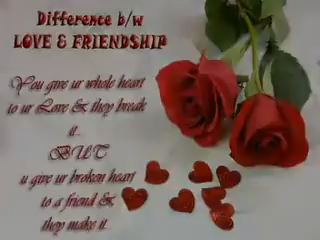 Difference b/w
LOVE & FRIENDSHIP
You give ur whole heart
to ur Love & they break
it..
BUT
u give ur broken heart
to a friend &
they make it..